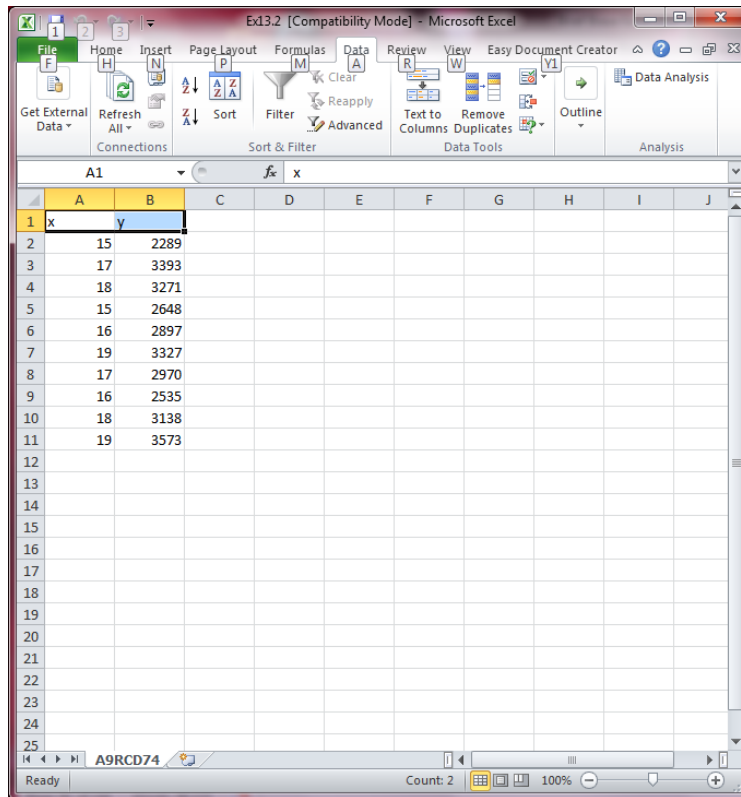 Ex13.2 [Compatibility Mode] - Microsoft Excel
1 2 3
File Home Insert Page Layout Formulas Data Review View Easy Document Creator
F H N P M A R W Y1
Get External Data
Refresh All
Connections
A Z
Z A
Sort
Filter
Clear
Reapply
Advanced
Sort & Filter
Text to Columns
Remove Duplicates
Data Tools
Outline
Data Analysis
Analysis
A1 fx x
A B C D E F G H I J
1 x y
2 15 2289
3 17 3393
4 18 3271
5 15 2648
6 16 2897
7 19 3327
8 17 2970
9 16 2535
10 18 3138
11 19 3573
12
13
14
15
16
17
18
19
20
21
22
23
24
25
A9RCD74
Ready Count: 2 100%